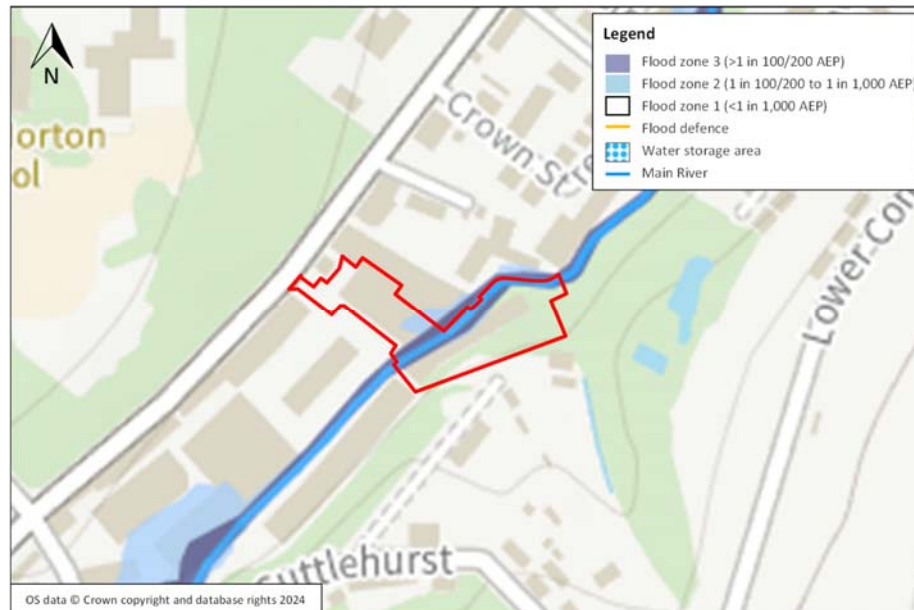 N
Legend
Flood zone 3 (>1 in 100/200 AEP)
Flood zone 2 (1 in 100/200 to 1 in 1,000 AEP)
Flood zone 1 (<1 in 1,000 AEP)
Flood defence
Water storage area
Main River
orton
ol
Crown Stre
Lower Con
uttlehurst
OS data © Crown copyright and database rights 2024